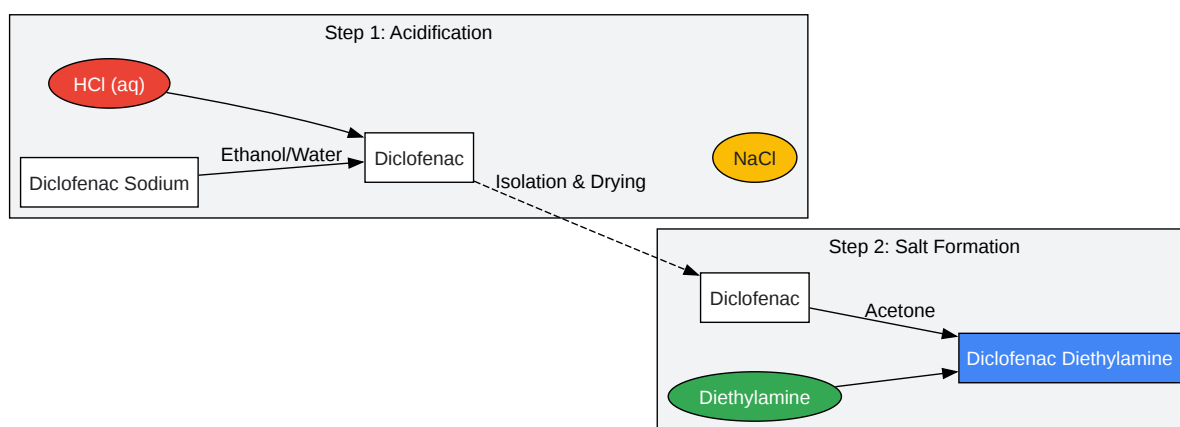 Step 1: Acidification
HCl (aq)
Ethanol/Water
Diclofenac
NaCl
Diclofenac Sodium
Isolation & Drying
Step 2: Salt Formation
Diclofenac
Acetone
Diclofenac Diethylamine
Diethylamine